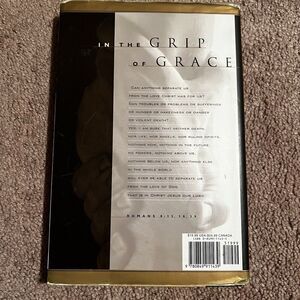 IN THE GRIP
OF GRACE
CAN ANYTHING SEPARATE US
FROM THE LOVE CHRIST HAS FOR US?
CAN TROUBLES OR PROBLEMS OR SUFFERINGS
OR HUNGER OR NAKEDNESS OR DANGER
OR VIOLENT DEATH?
YES, I AM SURE THAT NEITHER DEATH,
NOR LIFE, NOR ANGELS, NOR RULING SPIRITS,
NOTHING NOW, NOTHING IN THE FUTURE,
NO POWERS, NOTHING ABOVE US,
NOTHING BELOW US, NOR ANYTHING ELSE
IN THE WHOLE WORLD
WILL EVER BE ABLE TO SEPARATE US
FROM THE LOVE OF GOD
THAT IS IN CHRIST JESUS OUR LORD.
ROMANS 8:35, 38, 39